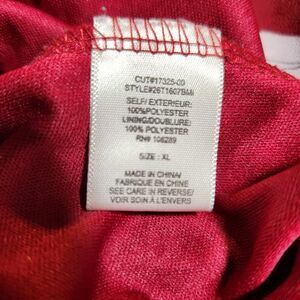 CUT#17325-00
STYLE#26T1607BMI
SELF/ EXTERIEUR:
100%POLYESTER
LINING/DOUBLURE:
100% POLYESTER
RN# 106289
SIZE : XL
MADE IN CHINA/
FABRIQUE EN CHINE
SEE CARE IN REVERSE/
VOIR SOIN À L'ENVERS